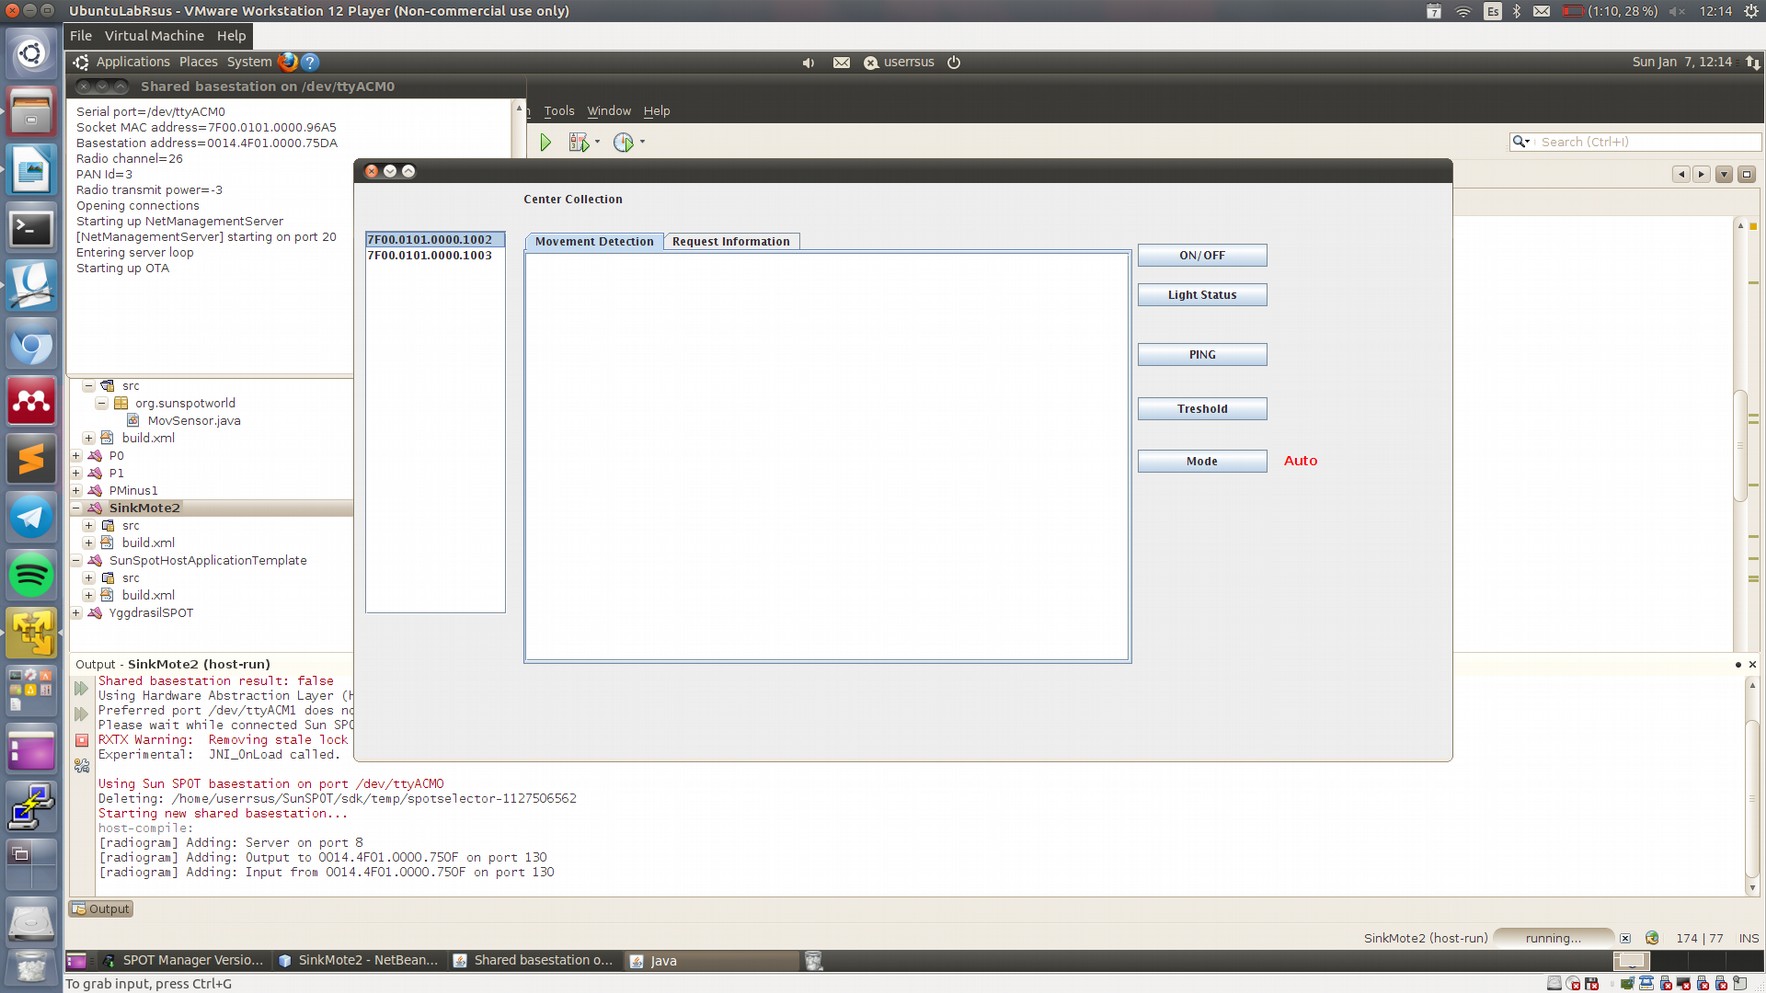 UbuntuLabRsus - VMware Workstation 12 Player (Non-commercial use only)
7
Es
(1:10, 28 %)
12:14
File Virtual Machine Help
Applications Places System
userrsus
Sun Jan 7, 12:14
Shared basestation on /dev/ttyACM0
Serial port=/dev/ttyACM0
Socket MAC address=7F00.0101.0000.96A5
Basestation address=0014.4F01.0000.75DA
Radio channel=26
PAN Id=3
Radio transmit power=-3
Opening connections
Starting up NetManagementServer
[NetManagementServer] starting on port 20
Entering server loop
Starting up OTA
Tools Window Help
Search (Ctrl+I)
Center Collection
7F00.0101.0000.1002
7F00.0101.0000.1003
Movement Detection
Request Information
ON/OFF
Light Status
PING
Treshold
Mode
Auto
src
org.sunspotworld
MovSensor.java
build.xml
P0
P1
PMinus1
SinkMote2
src
build.xml
SunSpotHostApplicationTemplate
src
build.xml
YggdrasilSPOT
Output - SinkMote2 (host-run)
Shared basestation result: false
Using Hardware Abstraction Layer (H
Preferred port /dev/ttyACM1 does no
Please wait while connected Sun SPO
RXTX Warning:  Removing stale lock
Experimental:  JNI_OnLoad called.
Using Sun SPOT basestation on port /dev/ttyACM0
Deleting: /home/userrsus/SunSPOT/sdk/temp/spotselector-1127506562
Starting new shared basestation...
host-compile:
[radiogram] Adding: Server on port 8
[radiogram] Adding: Output to 0014.4F01.0000.750F on port 130
[radiogram] Adding: Input from 0014.4F01.0000.750F on port 130
Output
SinkMote2 (host-run)
running...
174 | 77
INS
SPOT Manager Versio...
SinkMote2 - NetBean...
Shared basestation o...
Java
To grab input, press Ctrl+G